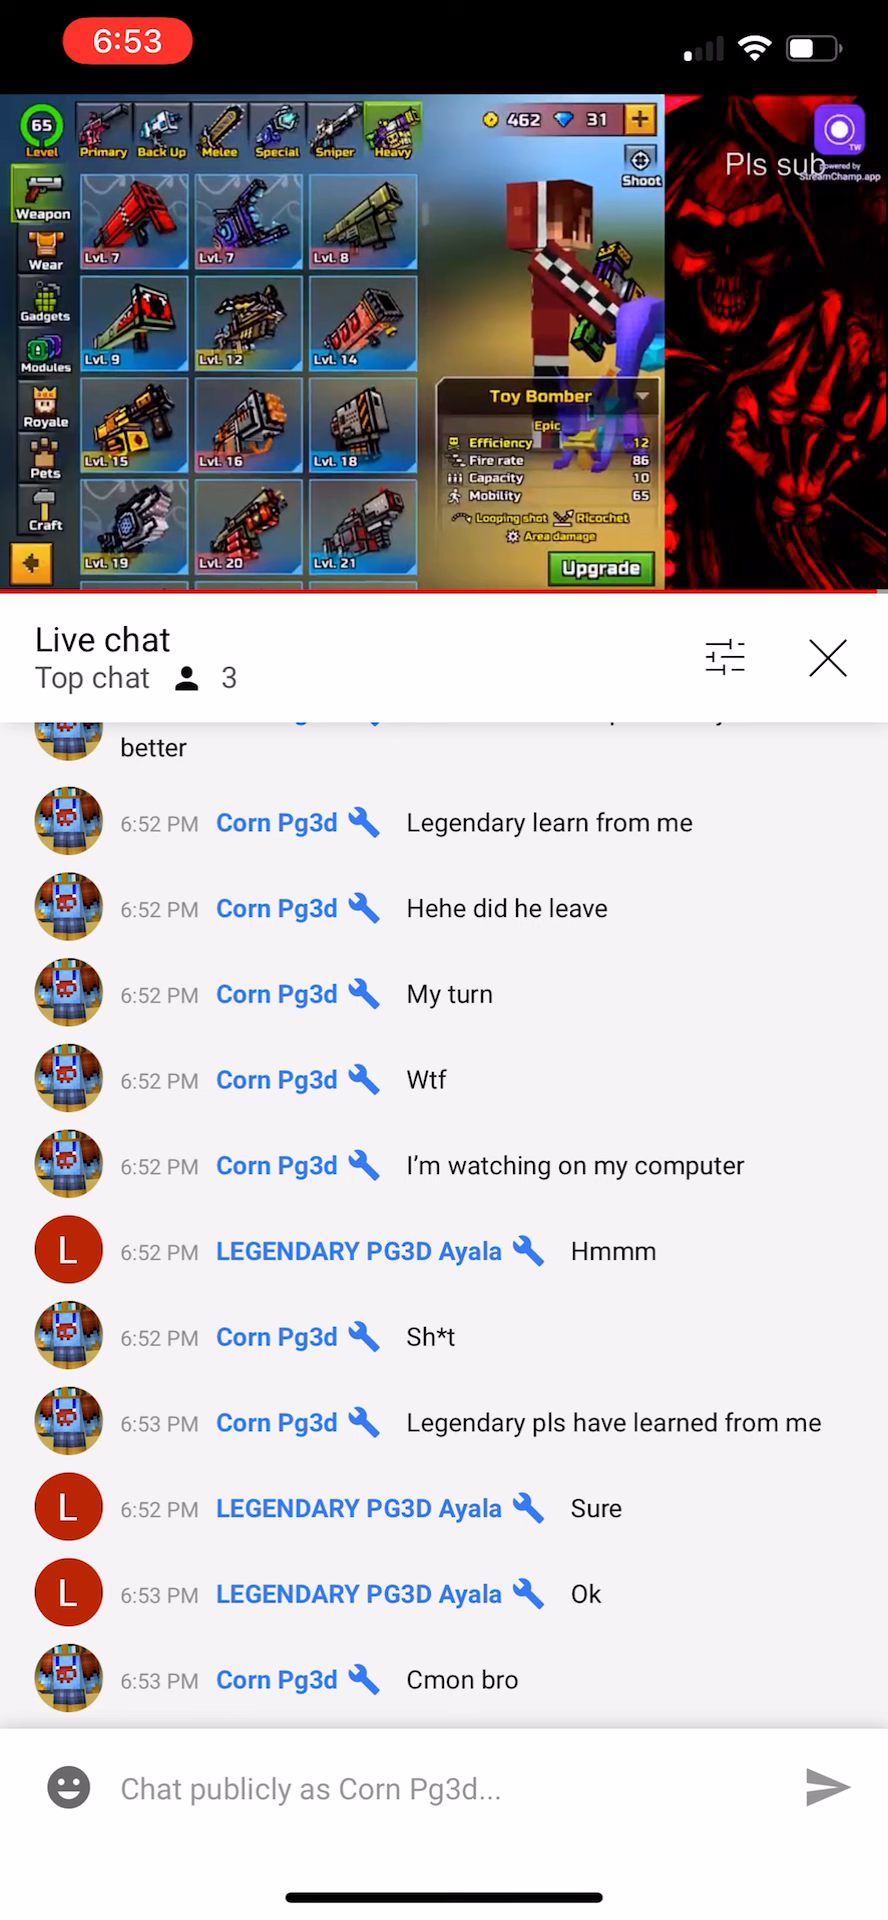 6:53
65
Level
Primary
Back Up
Melee
Special
Sniper
Heavy
462
31
Shoot
Pls sub
TW
powered by
StreamChamp.app
Weapon
Wear
Gadgets
Modules
Royale
Pets
Craft
Lvl. 7
Lvl. 7
Lvl. 8
Lvl. 9
Lvl. 12
Lvl. 14
Lvl. 15
Lvl. 16
Lvl. 18
Lvl. 19
Lvl. 20
Lvl. 21
Toy Bomber
Epic
Efficiency 12
Fire rate 86
Capacity 10
Mobility 65
Looping shot Ricochet
Area damage
Upgrade
Live chat
Top chat 3
better
6:52 PM Corn Pg3d Legendary learn from me
6:52 PM Corn Pg3d Hehe did he leave
6:52 PM Corn Pg3d My turn
6:52 PM Corn Pg3d Wtf
6:52 PM Corn Pg3d I’m watching on my computer
L
6:52 PM LEGENDARY PG3D Ayala Hmmm
6:52 PM Corn Pg3d Sh*t
6:53 PM Corn Pg3d Legendary pls have learned from me
L
6:52 PM LEGENDARY PG3D Ayala Sure
L
6:53 PM LEGENDARY PG3D Ayala Ok
6:53 PM Corn Pg3d Cmon bro
Chat publicly as Corn Pg3d...